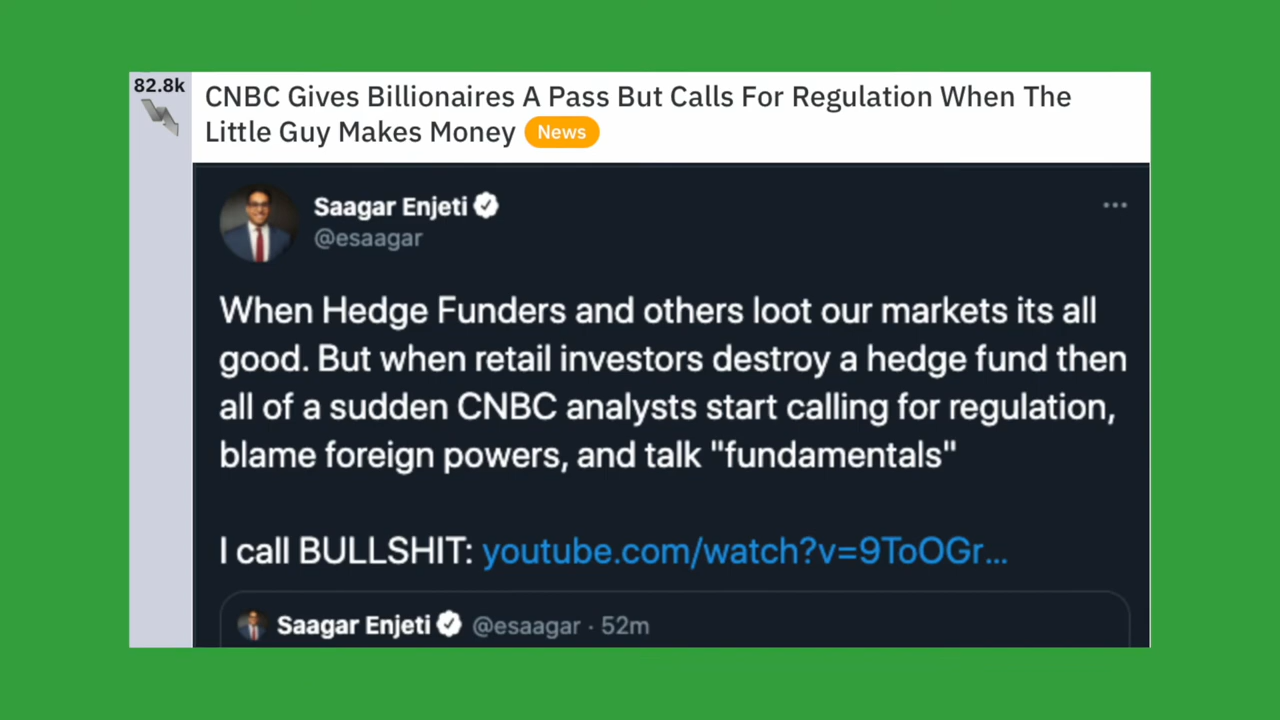 82.8k
CNBC Gives Billionaires A Pass But Calls For Regulation When The
Little Guy Makes Money News
Saagar Enjeti
@esaagar
When Hedge Funders and others loot our markets its all
good. But when retail investors destroy a hedge fund then
all of a sudden CNBC analysts start calling for regulation,
blame foreign powers, and talk "fundamentals"
I call BULLSHIT: youtube.com/watch?v=9ToOGr...
Saagar Enjeti @esaagar · 52m